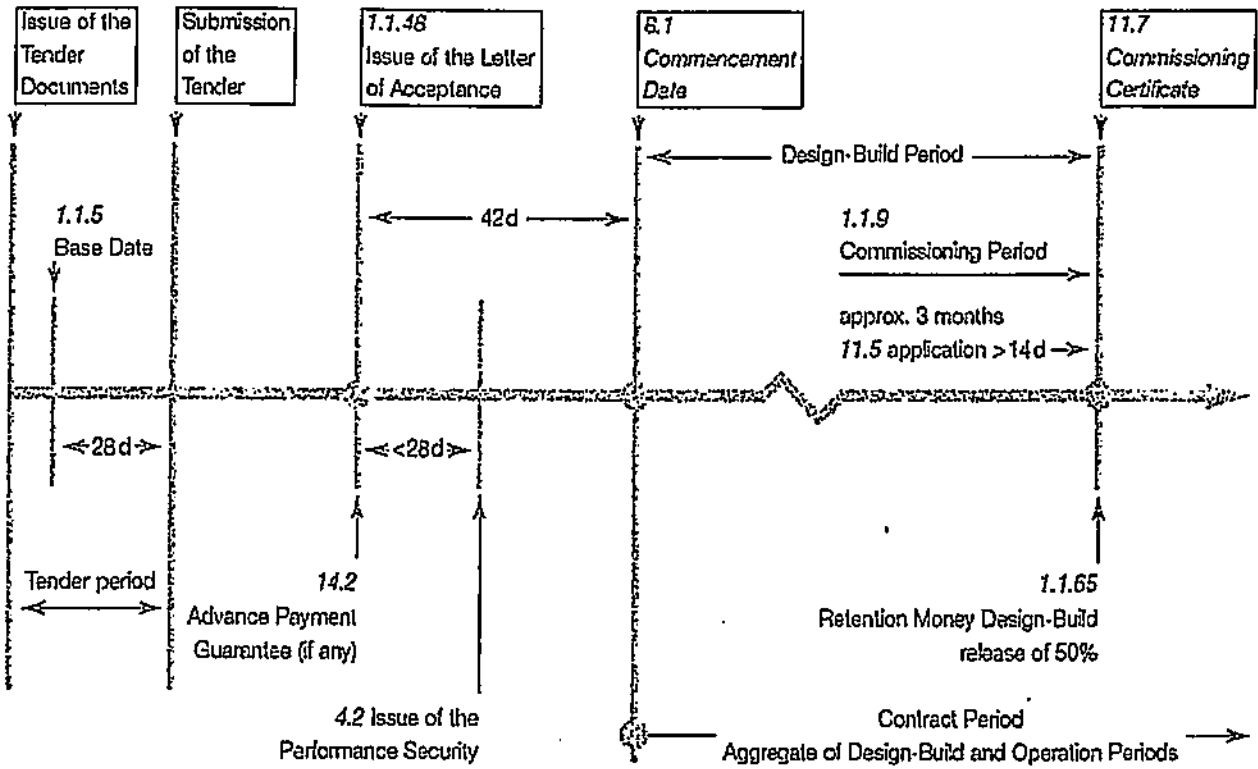 Issue of the
Tender
Documents
Submission
of the
Tender
1.1.48
Issue of the Letter
of Acceptance
8.1
Commencement
Date
11.7
Commissioning
Certificate
Design-Build Period
1.1.5
Base Date
42d
1.1.9
Commissioning Period
approx. 3 months
11.5 application >14d
28d
<28d
Tender period
14.2
Advance Payment
Guarantee (if any)
1.1.65
Retention Money Design-Build
release of 50%
4.2 Issue of the
Performance Security
Contract Period
Aggregate of Design-Build and Operation Periods